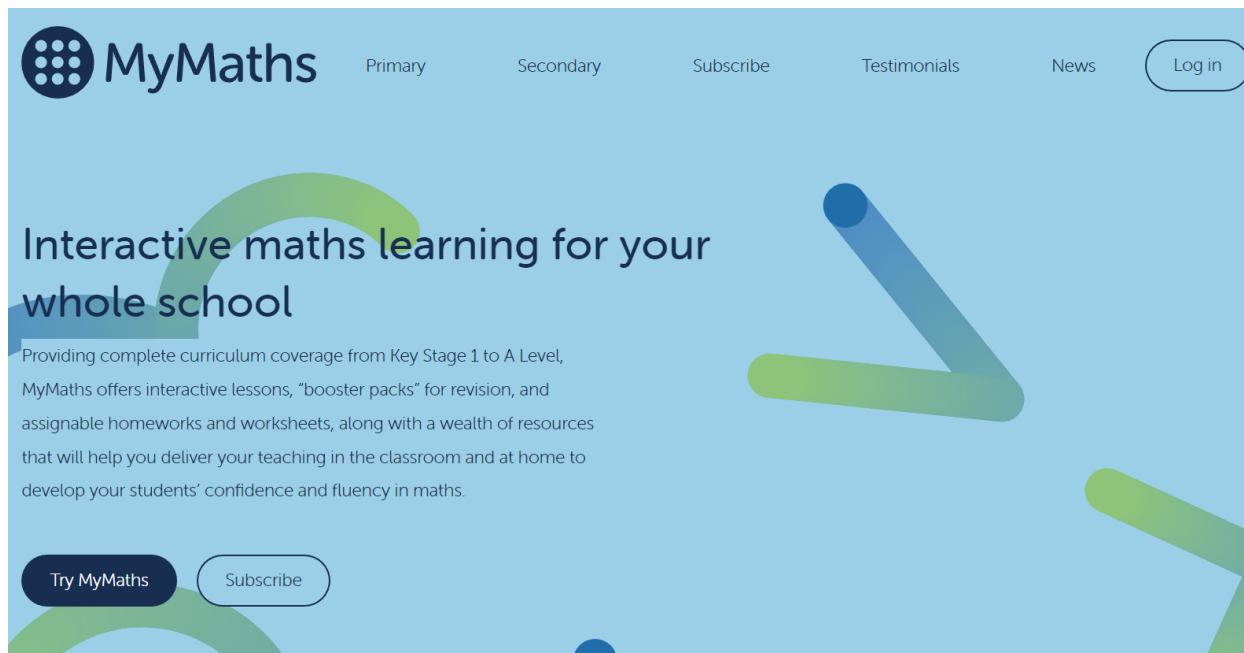 MyMaths
Primary
Secondary
Subscribe
Testimonials
News
Log in
Interactive maths learning for your
whole school
Providing complete curriculum coverage from Key Stage 1 to A Level,
MyMaths offers interactive lessons, “booster packs” for revision, and
assignable homeworks and worksheets, along with a wealth of resources
that will help you deliver your teaching in the classroom and at home to
develop your students’ confidence and fluency in maths.
Try MyMaths
Subscribe